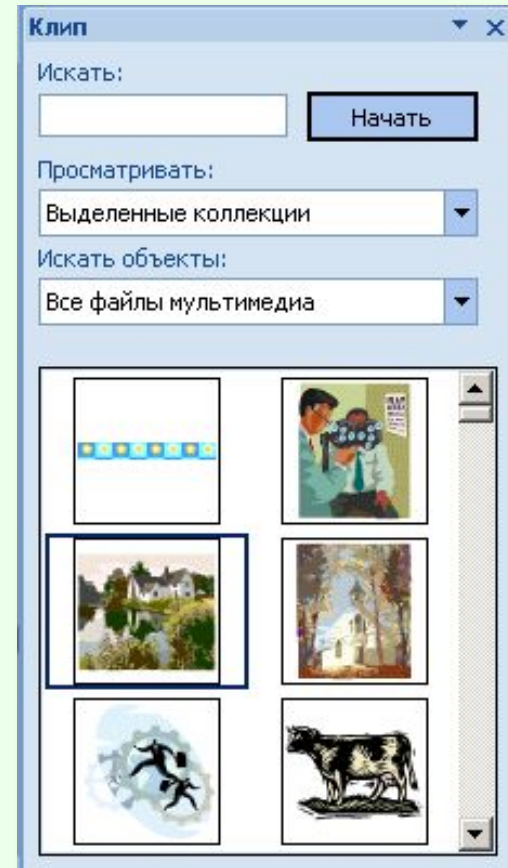 Клип
Искать:
Начать
Просматривать:
Выделенные коллекции
Искать объекты:
Все файлы мультимедиа